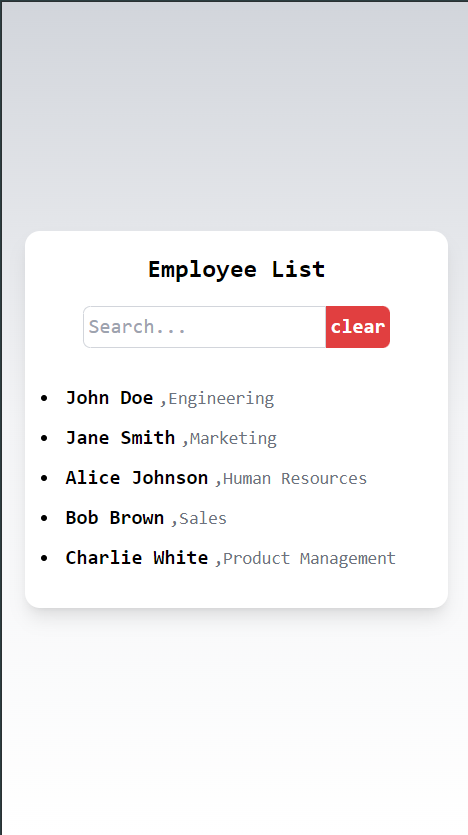 Employee List
Search... clear
John Doe ,Engineering
Jane Smith ,Marketing
Alice Johnson ,Human Resources
Bob Brown ,Sales
Charlie White ,Product Management